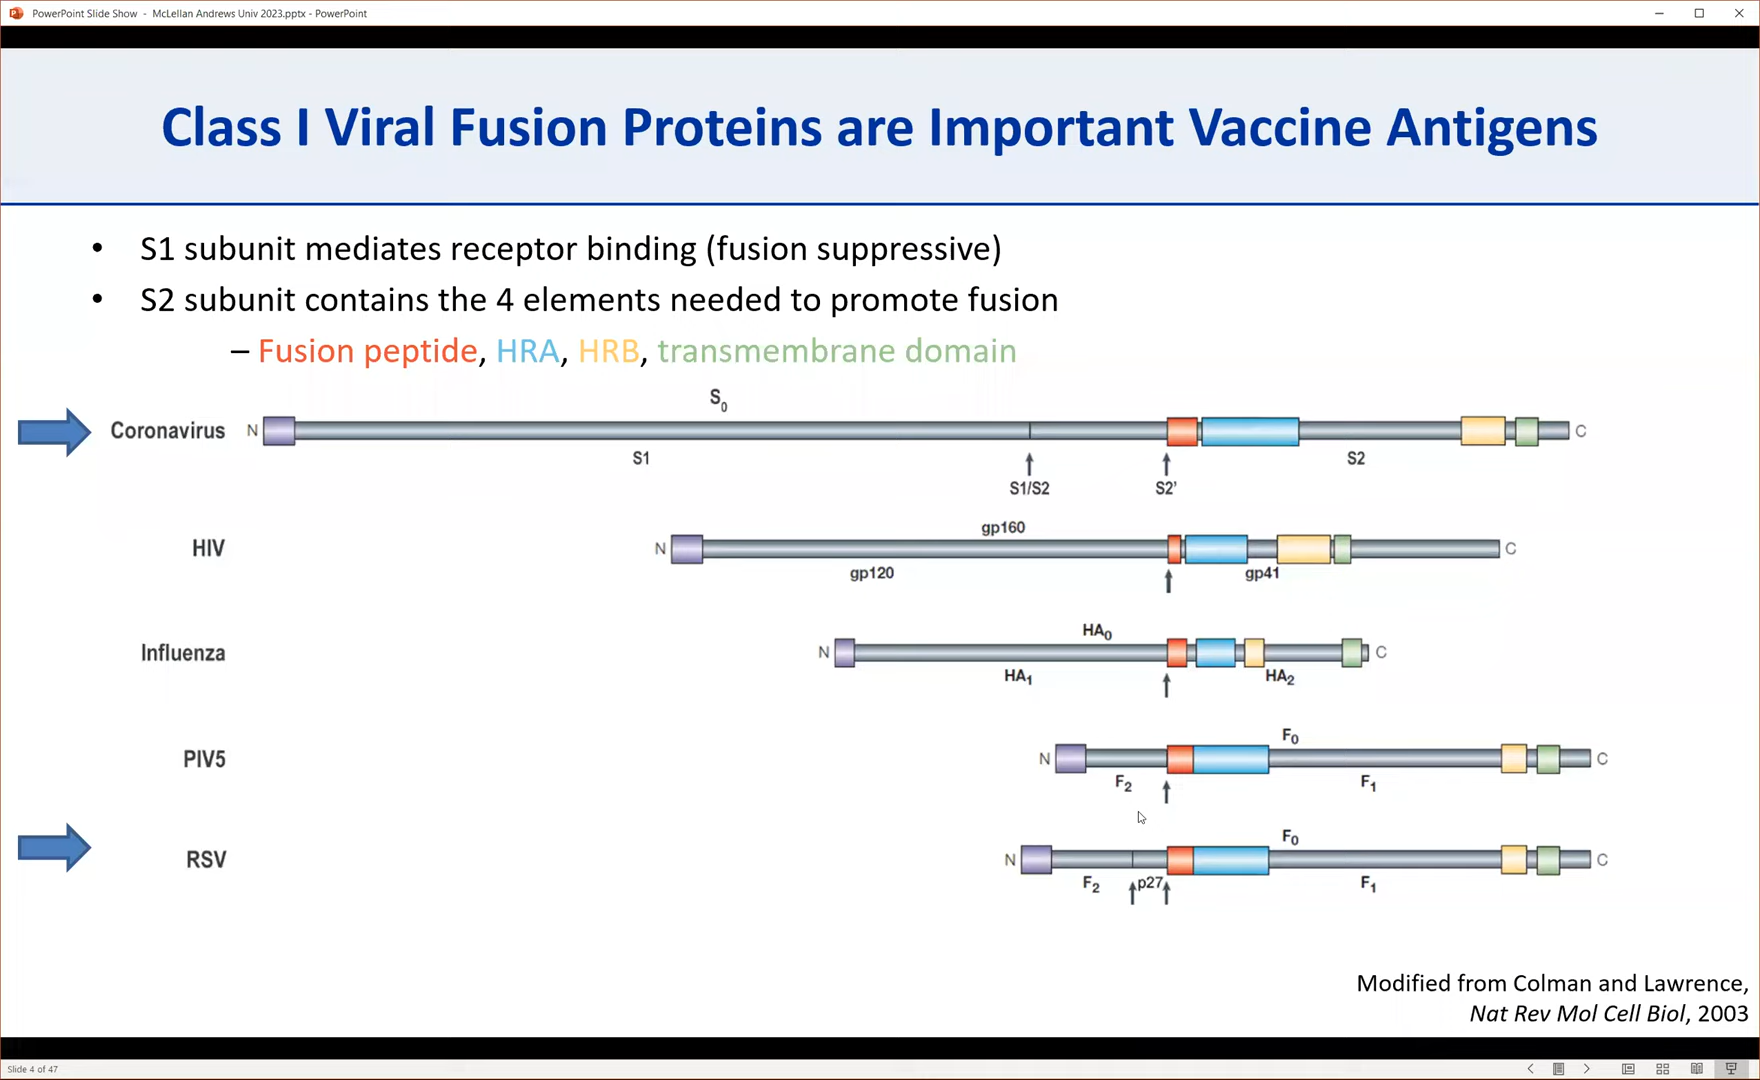 PowerPoint Slide Show - McLellan Andrews Univ 2023.pptx - PowerPoint
Class I Viral Fusion Proteins are Important Vaccine Antigens
• S1 subunit mediates receptor binding (fusion suppressive)
• S2 subunit contains the 4 elements needed to promote fusion
– Fusion peptide, HRA, HRB, transmembrane domain
S0
Coronavirus N C
S1 S2
S1/S2 S2'
gp160
HIV N C
gp120 gp41
HA0
Influenza N C
HA1 HA2
F0
PIV5 N C
F2 F1
F0
RSV N C
F2 p27 F1
Modified from Colman and Lawrence,
Nat Rev Mol Cell Biol, 2003
Slide 4 of 47